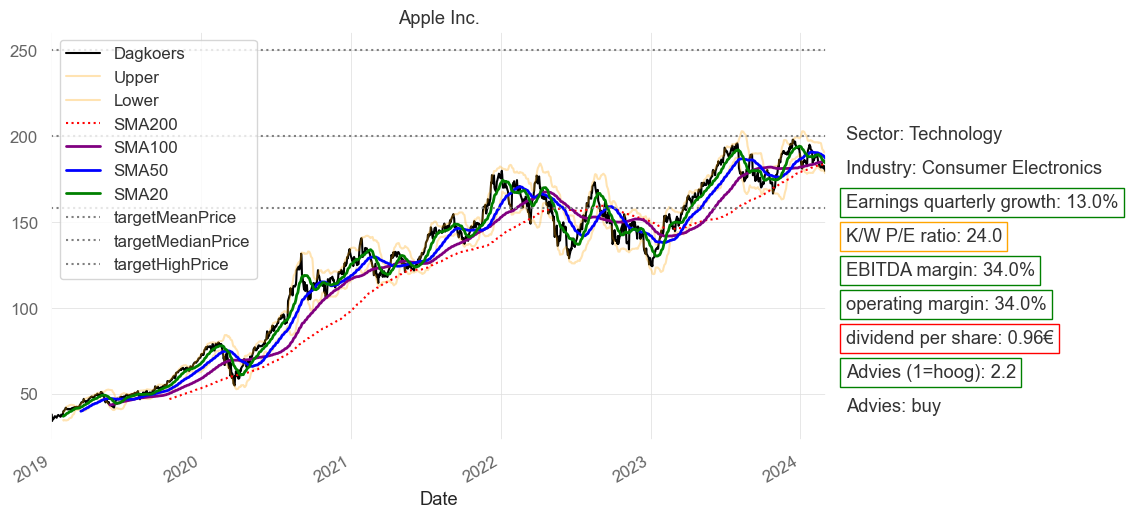 Apple Inc.
250
200
150
100
50
Dagkoers
Upper
Lower
SMA200
SMA100
SMA50
SMA20
targetMeanPrice
targetMedianPrice
targetHighPrice
2019
2020
2021
2022
2023
2024
Date
Sector: Technology
Industry: Consumer Electronics
Earnings quarterly growth: 13.0%
K/W P/E ratio: 24.0
EBITDA margin: 34.0%
operating margin: 34.0%
dividend per share: 0.96€
Advies (1=hoog): 2.2
Advies: buy